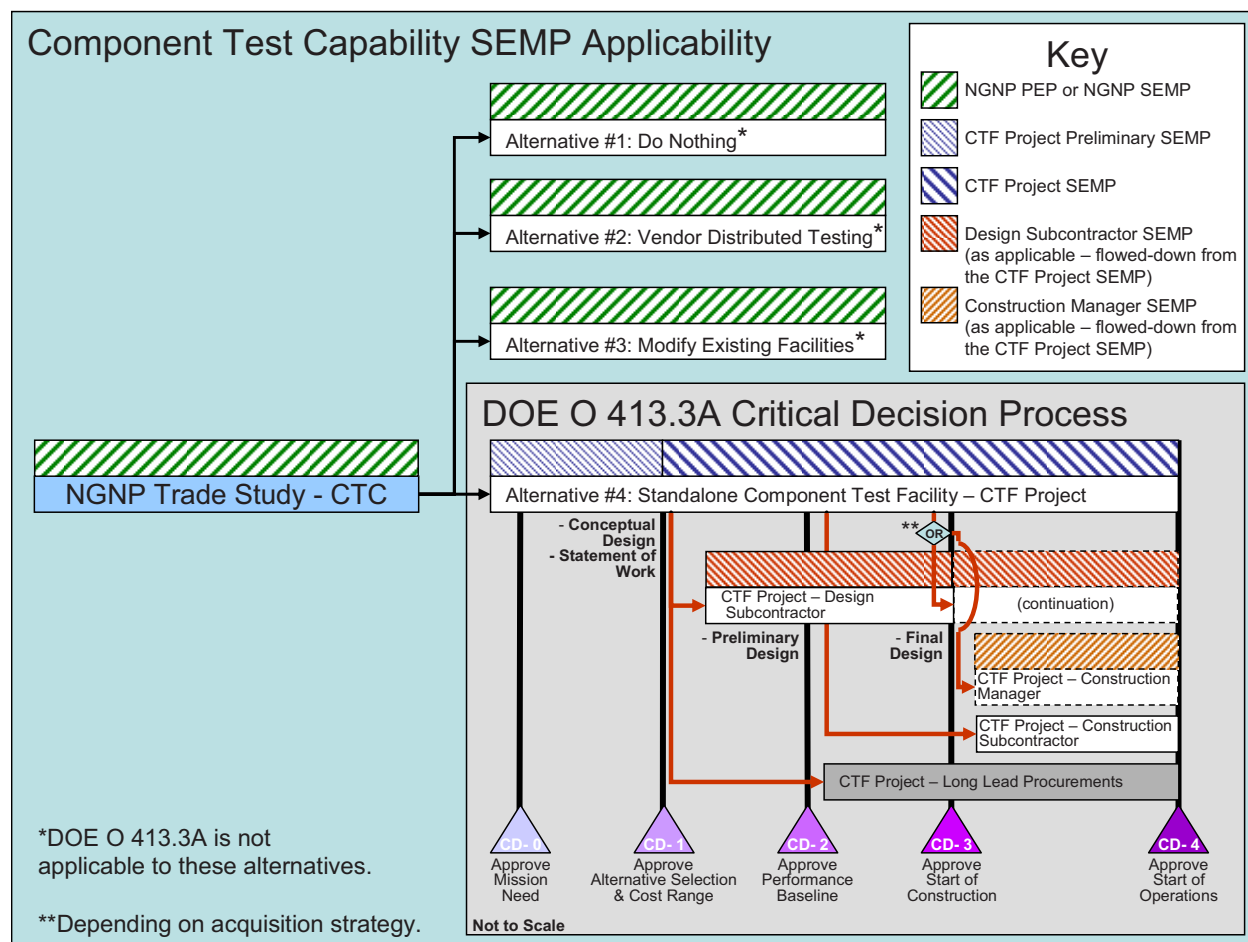 Component Test Capability SEMP Applicability
Key
NGNP PEP or NGNP SEMP
CTF Project Preliminary SEMP
CTF Project SEMP
Design Subcontractor SEMP
(as applicable – flowed-down from
the CTF Project SEMP)
Construction Manager SEMP
(as applicable – flowed-down from
the CTF Project SEMP)
Alternative #1: Do Nothing*
Alternative #2: Vendor Distributed Testing*
Alternative #3: Modify Existing Facilities*
DOE O 413.3A Critical Decision Process
NGNP Trade Study - CTC
Alternative #4: Standalone Component Test Facility – CTF Project
- Conceptual
Design
- Statement of
Work
** OR
CTF Project – Design
Subcontractor
(continuation)
- Preliminary
Design
- Final
Design
CTF Project – Construction
Manager
CTF Project – Construction
Subcontractor
CTF Project – Long Lead Procurements
CD- 0
Approve
Mission
Need
CD- 1
Approve
Alternative Selection
& Cost Range
CD- 2
Approve
Performance
Baseline
CD- 3
Approve
Start of
Construction
CD- 4
Approve
Start of
Operations
*DOE O 413.3A is not
applicable to these alternatives.
**Depending on acquisition strategy.
Not to Scale